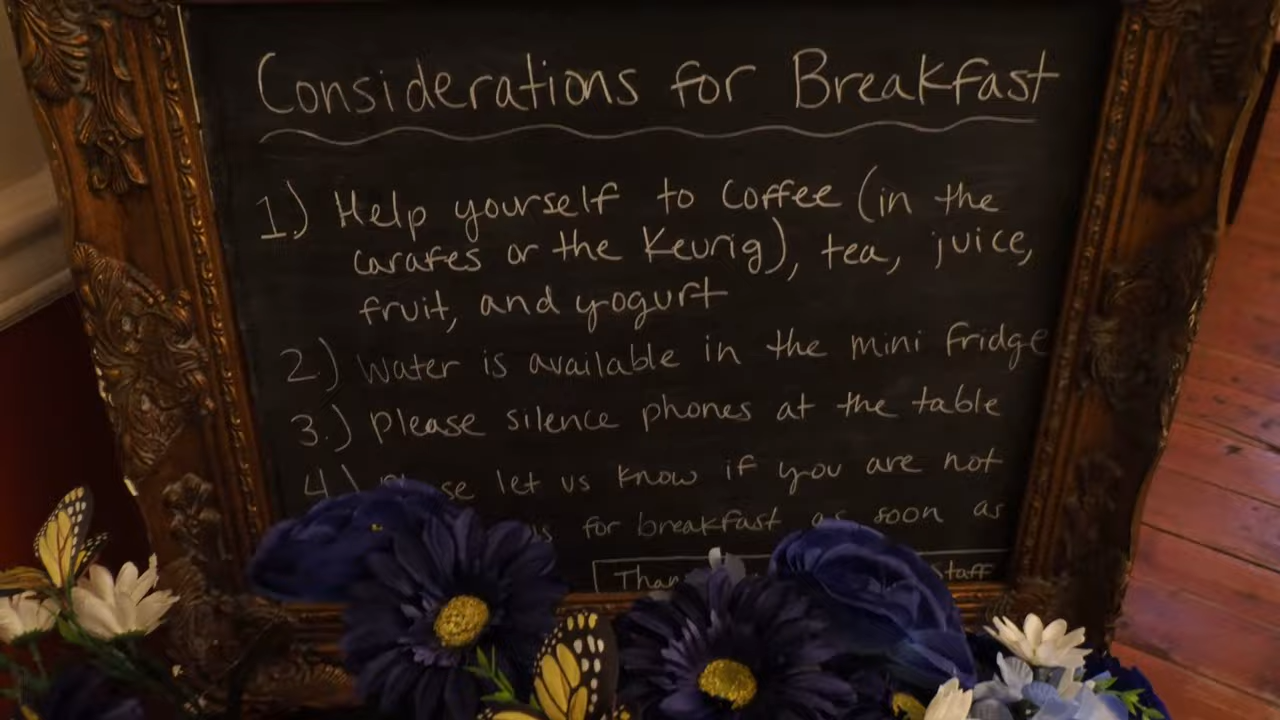 Considerations for Breakfast
1.) Help yourself to coffee (in the
carafes or the Keurig), tea, juice,
fruit, and yogurt
2.) Water is available in the mini fridge
3.) Please silence phones at the table
4.) let us know if you are not
for breakfast as soon as